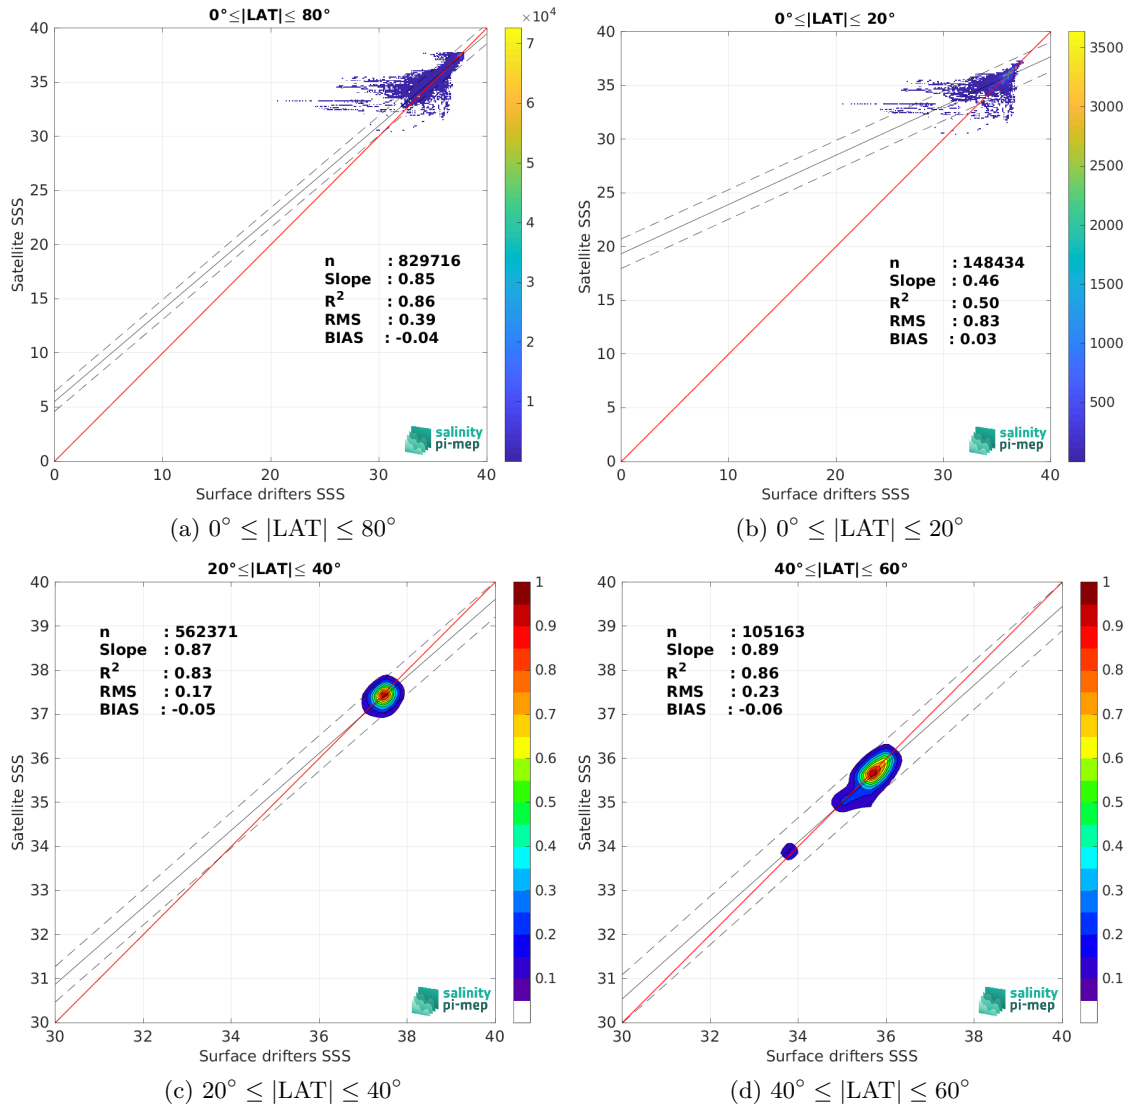 0°≤|LAT|≤ 80°
×10⁴
Satellite SSS
40
35
30
25
20
15
10
5
0
0
10
20
30
40
Surface drifters SSS
n : 829716
Slope : 0.85
R² : 0.86
RMS : 0.39
BIAS : -0.04
salinity
pi-mep
7
6
5
4
3
2
1
(a) 0° ≤ |LAT| ≤ 80°
0°≤|LAT|≤ 20°
Satellite SSS
40
35
30
25
20
15
10
5
0
0
10
20
30
40
Surface drifters SSS
n : 148434
Slope : 0.46
R² : 0.50
RMS : 0.83
BIAS : 0.03
salinity
pi-mep
3500
3000
2500
2000
1500
1000
500
(b) 0° ≤ |LAT| ≤ 20°
20°≤|LAT|≤ 40°
Satellite SSS
40
39
38
37
36
35
34
33
32
31
30
30
32
34
36
38
40
Surface drifters SSS
n : 562371
Slope : 0.87
R² : 0.83
RMS : 0.17
BIAS : -0.05
salinity
pi-mep
1
0.9
0.8
0.7
0.6
0.5
0.4
0.3
0.2
0.1
(c) 20° ≤ |LAT| ≤ 40°
40°≤|LAT|≤ 60°
Satellite SSS
40
39
38
37
36
35
34
33
32
31
30
30
32
34
36
38
40
Surface drifters SSS
n : 105163
Slope : 0.89
R² : 0.86
RMS : 0.23
BIAS : -0.06
salinity
pi-mep
1
0.9
0.8
0.7
0.6
0.5
0.4
0.3
0.2
0.1
(d) 40° ≤ |LAT| ≤ 60°